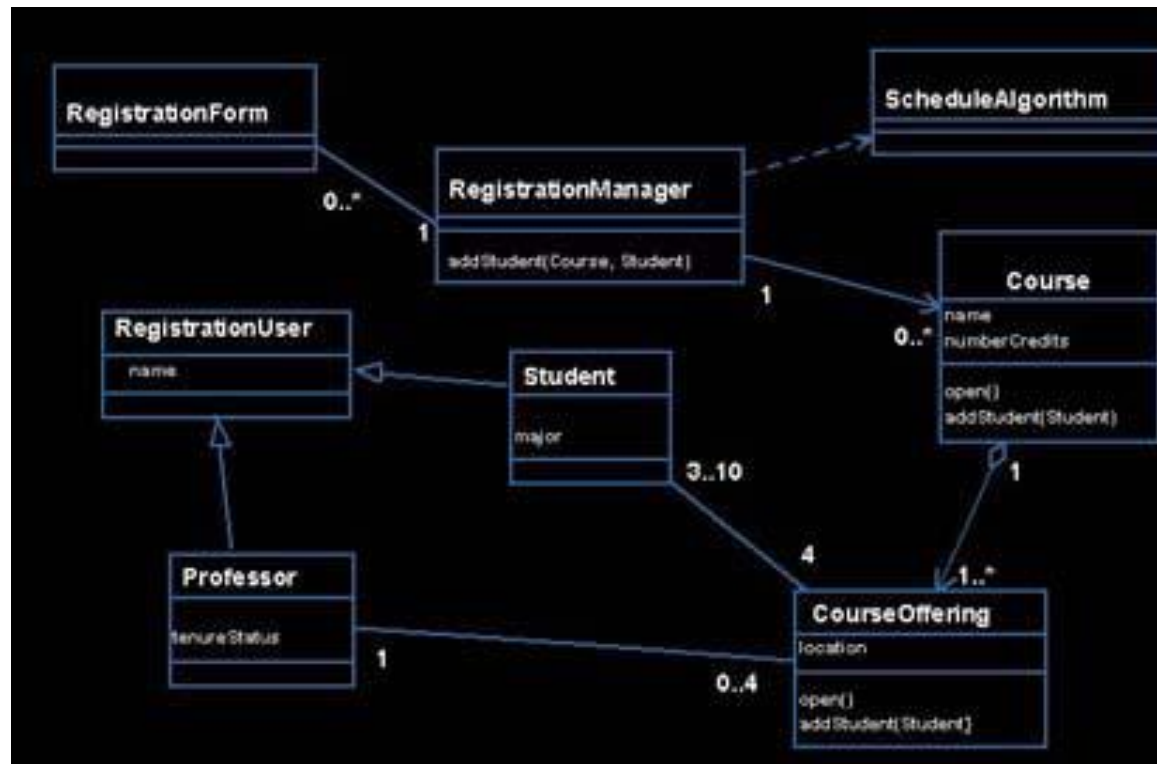 RegistrationForm
ScheduleAlgorithm
RegistrationManager
0..*
1
addStudent(Course, Student)
1
Course
0..*
name
numberCredits
open()
addStudent(Student)
1
RegistrationUser
name
Student
major
3..10
4
1..*
Professor
tenureStatus
1
0..4
CourseOffering
location
open()
addStudent(Student]